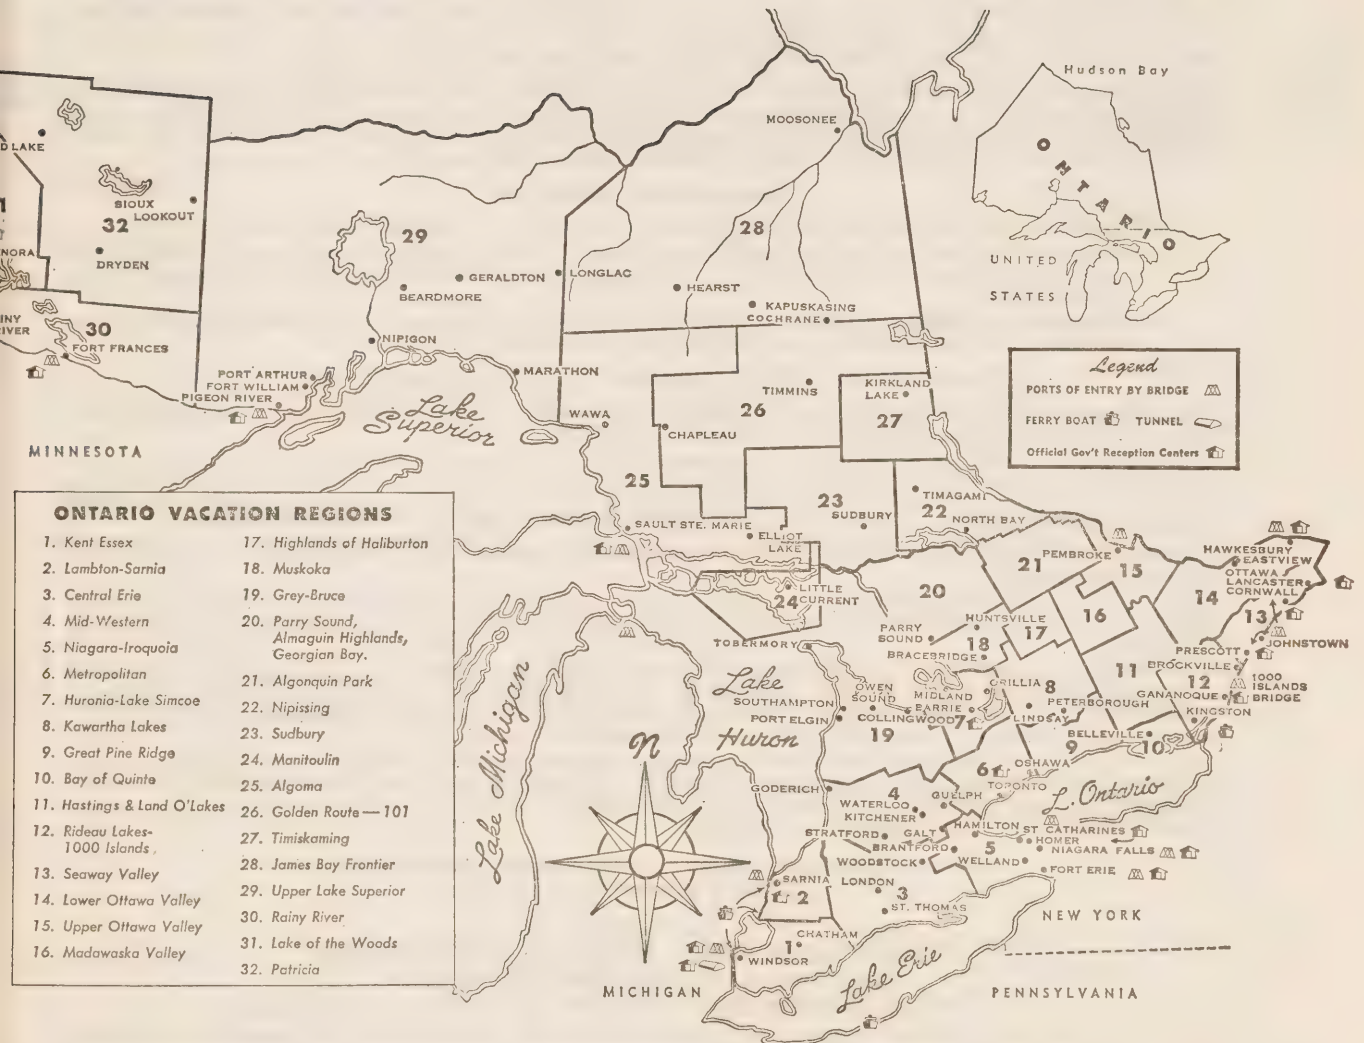 Hudson Bay
ONTARIO
UNITED
STATES
MOOSONEE
LAKE
SIOUX
LOOKOUT
32
DRYDEN
29
GERALDTON
LONGLAC
BEARDMORE
28
HEARST
KAPUSKASING
COCHRANE
30
FORT FRANCES
RIVER
NIPIGON
PORT ARTHUR
FORT WILLIAM
PIGEON RIVER
MARATHON
WAWA
Lake
Superior
MINNESOTA
TIMMINS
26
CHAPLEAU
KIRKLAND
LAKE
27
Legend
PORTS OF ENTRY BY BRIDGE
FERRY BOAT TUNNEL
Official Gov't Reception Centers
ONTARIO VACATION REGIONS
1. Kent Essex
2. Lambton-Sarnia
3. Central Erie
4. Mid-Western
5. Niagara-Iroquoia
6. Metropolitan
7. Huronia-Lake Simcoe
8. Kawartha Lakes
9. Great Pine Ridge
10. Bay of Quinte
11. Hastings & Land O'Lakes
12. Rideau Lakes-
1000 Islands
13. Seaway Valley
14. Lower Ottawa Valley
15. Upper Ottawa Valley
16. Madawaska Valley
17. Highlands of Haliburton
18. Muskoka
19. Grey-Bruce
20. Parry Sound,
Almaguin Highlands,
Georgian Bay.
21. Algonquin Park
22. Nipissing
23. Sudbury
24. Manitoulin
25. Algoma
26. Golden Route—101
27. Timiskaming
28. James Bay Frontier
29. Upper Lake Superior
30. Rainy River
31. Lake of the Woods
32. Patricia
25
SAULT STE. MARIE
ELLIOT
LAKE
23
SUDBURY
TIMAGAMI
22
NORTH BAY
24
LITTLE
CURRENT
TOBERMORY
20
21
PEMBROKE
15
HAWKESBURY
EASTVIEW
OTTAWA
LANCASTER
CORNWALL
14
13
JOHNSTOWN
PRESCOTT
BROCKVILLE
12
1000
ISLANDS
BRIDGE
GANANOQUE
KINGSTON
16
17
HUNTSVILLE
18
PARRY
SOUND
BRACEBRIDGE
11
Lake
Huron
SOUTHAMPTON
PORT ELGIN
OWEN
SOUND
MIDLAND
BARRIE
COLLINGWOOD
7
19
ORILLIA
8
LINDSAY
PETERBOROUGH
BELLEVILLE
9
10
6
OSHAWA
TORONTO
L. Ontario
Lake Michigan
N
GODERICH
4
WATERLOO
KITCHENER
GUELPH
STRATFORD
GALT
BRANTFORD
WOODSTOCK
HAMILTON
ST CATHARINES
HOMER
5
NIAGARA FALLS
WELLAND
FORT ERIE
SARNIA
2
LONDON
3
ST. THOMAS
NEW YORK
CHATHAM
1
WINDSOR
Lake Erie
MICHIGAN
PENNSYLVANIA